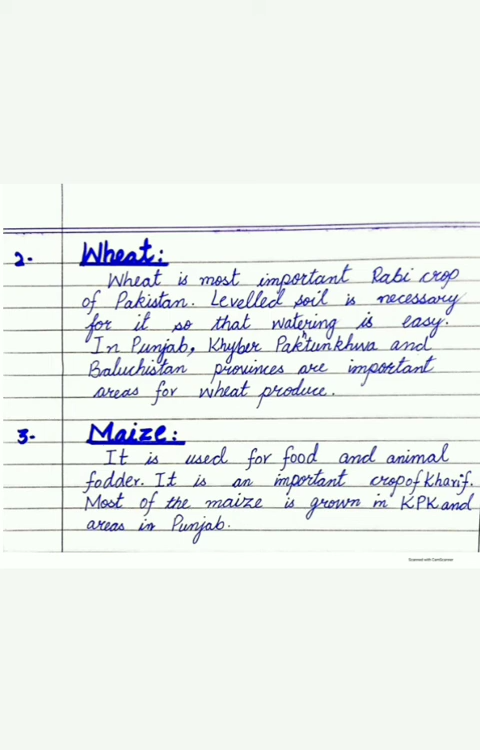 2- Wheat:
Wheat is most important Rabi crop
of Pakistan. Levelled soil is necessary
for it so that watering is easy.
In Punjab, Khyber Pakhtunkhwa and
Baluchistan provinces are important
areas for wheat produce.
3- Maize:
It is used for food and animal
fodder. It is an important crop of Kharif.
Most of the maize is grown in KPK and
areas in Punjab.
Scanned with CamScanner